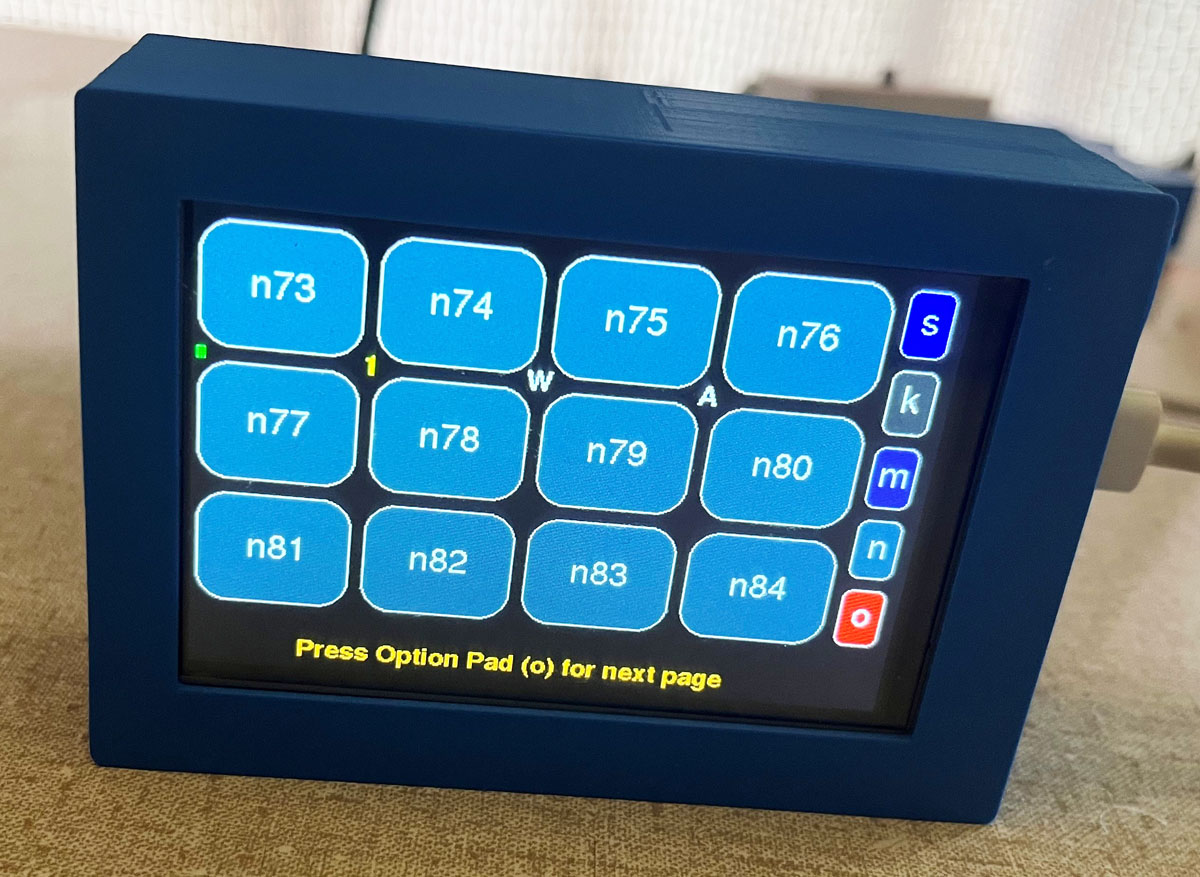 n73 n74 n75 n76 s
1 W A k
n77 n78 n79 n80 m
n
n81 n82 n83 n84 o
Press Option Pad (o) for next page